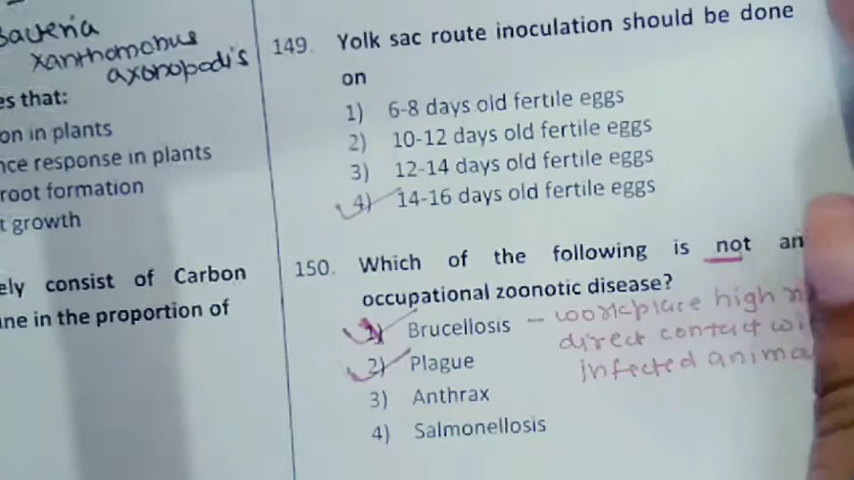 Bacteria
Xanthomonus
axonopodis
es that:
on in plants
nce response in plants
root formation
t growth
ely consist of Carbon
ine in the proportion of
149. Yolk sac route inoculation should be done
on
1) 6-8 days old fertile eggs
2) 10-12 days old fertile eggs
3) 12-14 days old fertile eggs
4) 14-16 days old fertile eggs
150. Which of the following is not an
occupational zoonotic disease?
1) Brucellosis – workplace high
direct contact wi
2) Plague
infected anima
3) Anthrax
4) Salmonellosis